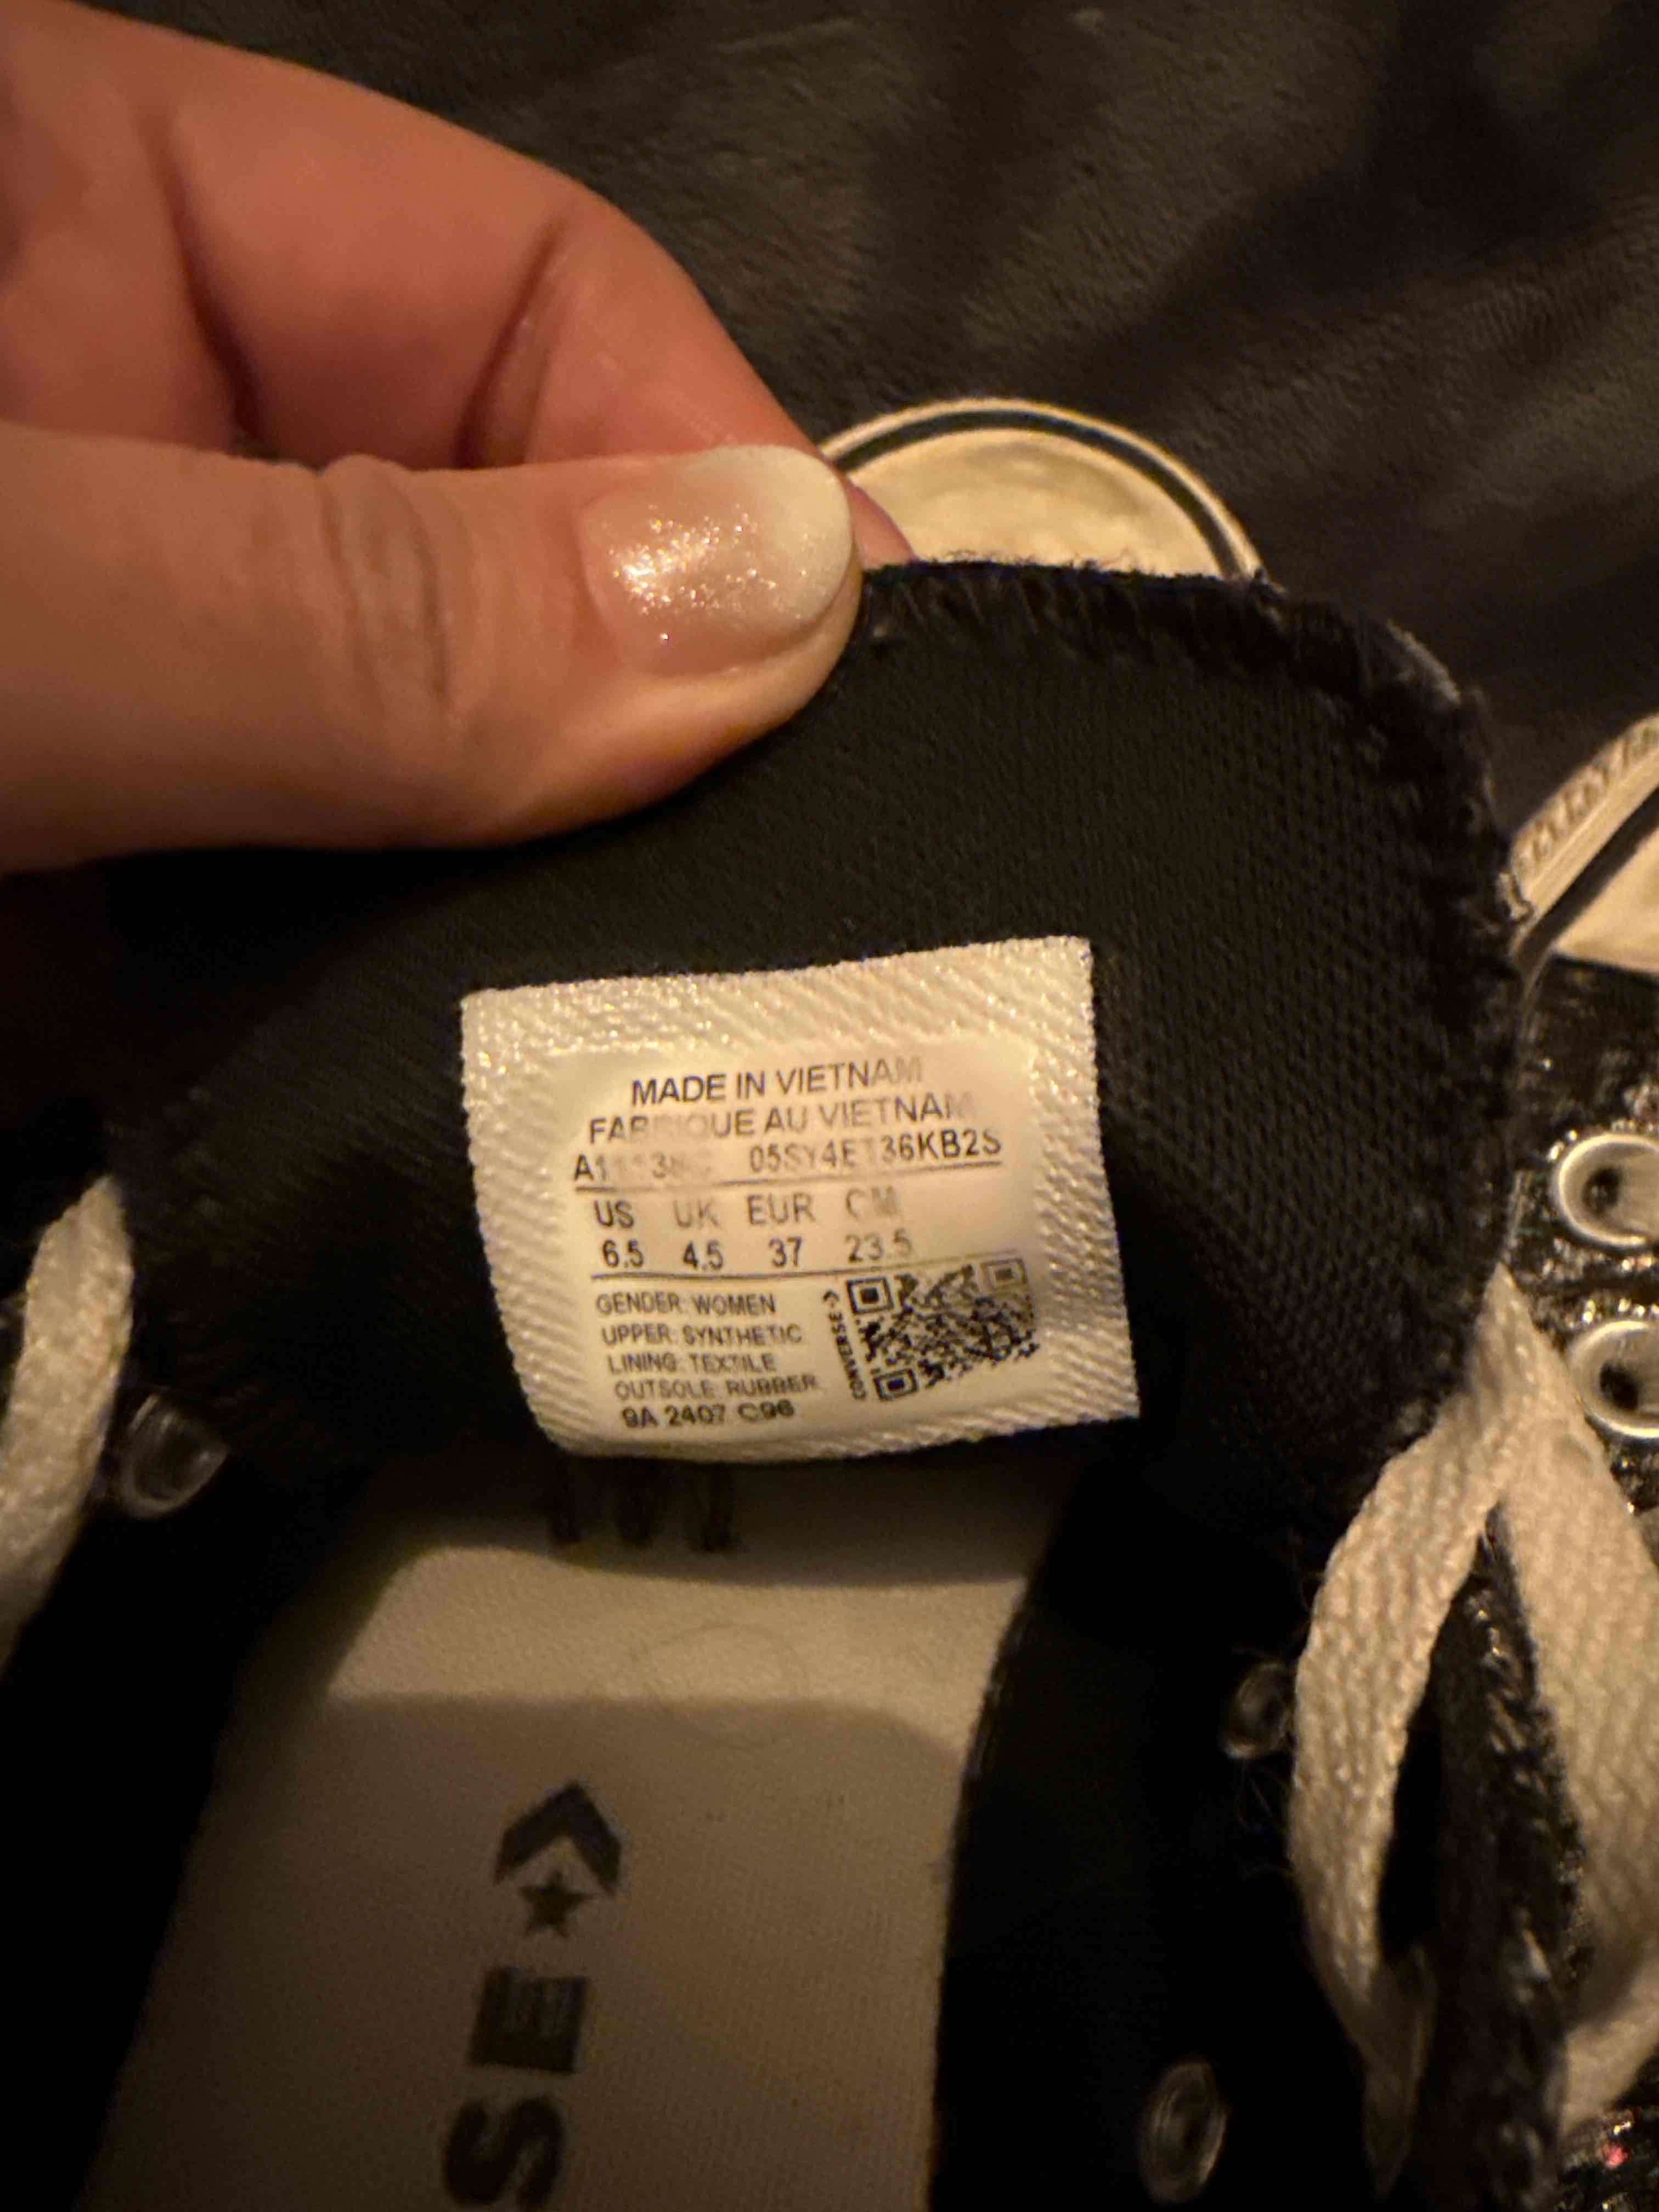 MADE IN VIETNAM
FABRIQUE AU VIETNAM
US UK EUR CM
6.5 4.5 37 23.5
GENDER: WOMEN
UPPER: SYNTHETIC
LINING: TEXTILE
OUTSOLE: RUBBER
9A 2407 C96
CONVERSE
SE